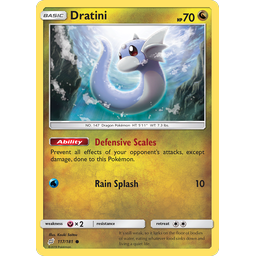 BASIC Dratini HP70
NO. 147 Dragon Pokémon HT: 5'11" WT: 7.3 lbs.
Ability Defensive Scales
Prevent all effects of your opponent's attacks, except
damage, done to this Pokémon.
Rain Splash 10
weakness ×2 resistance retreat